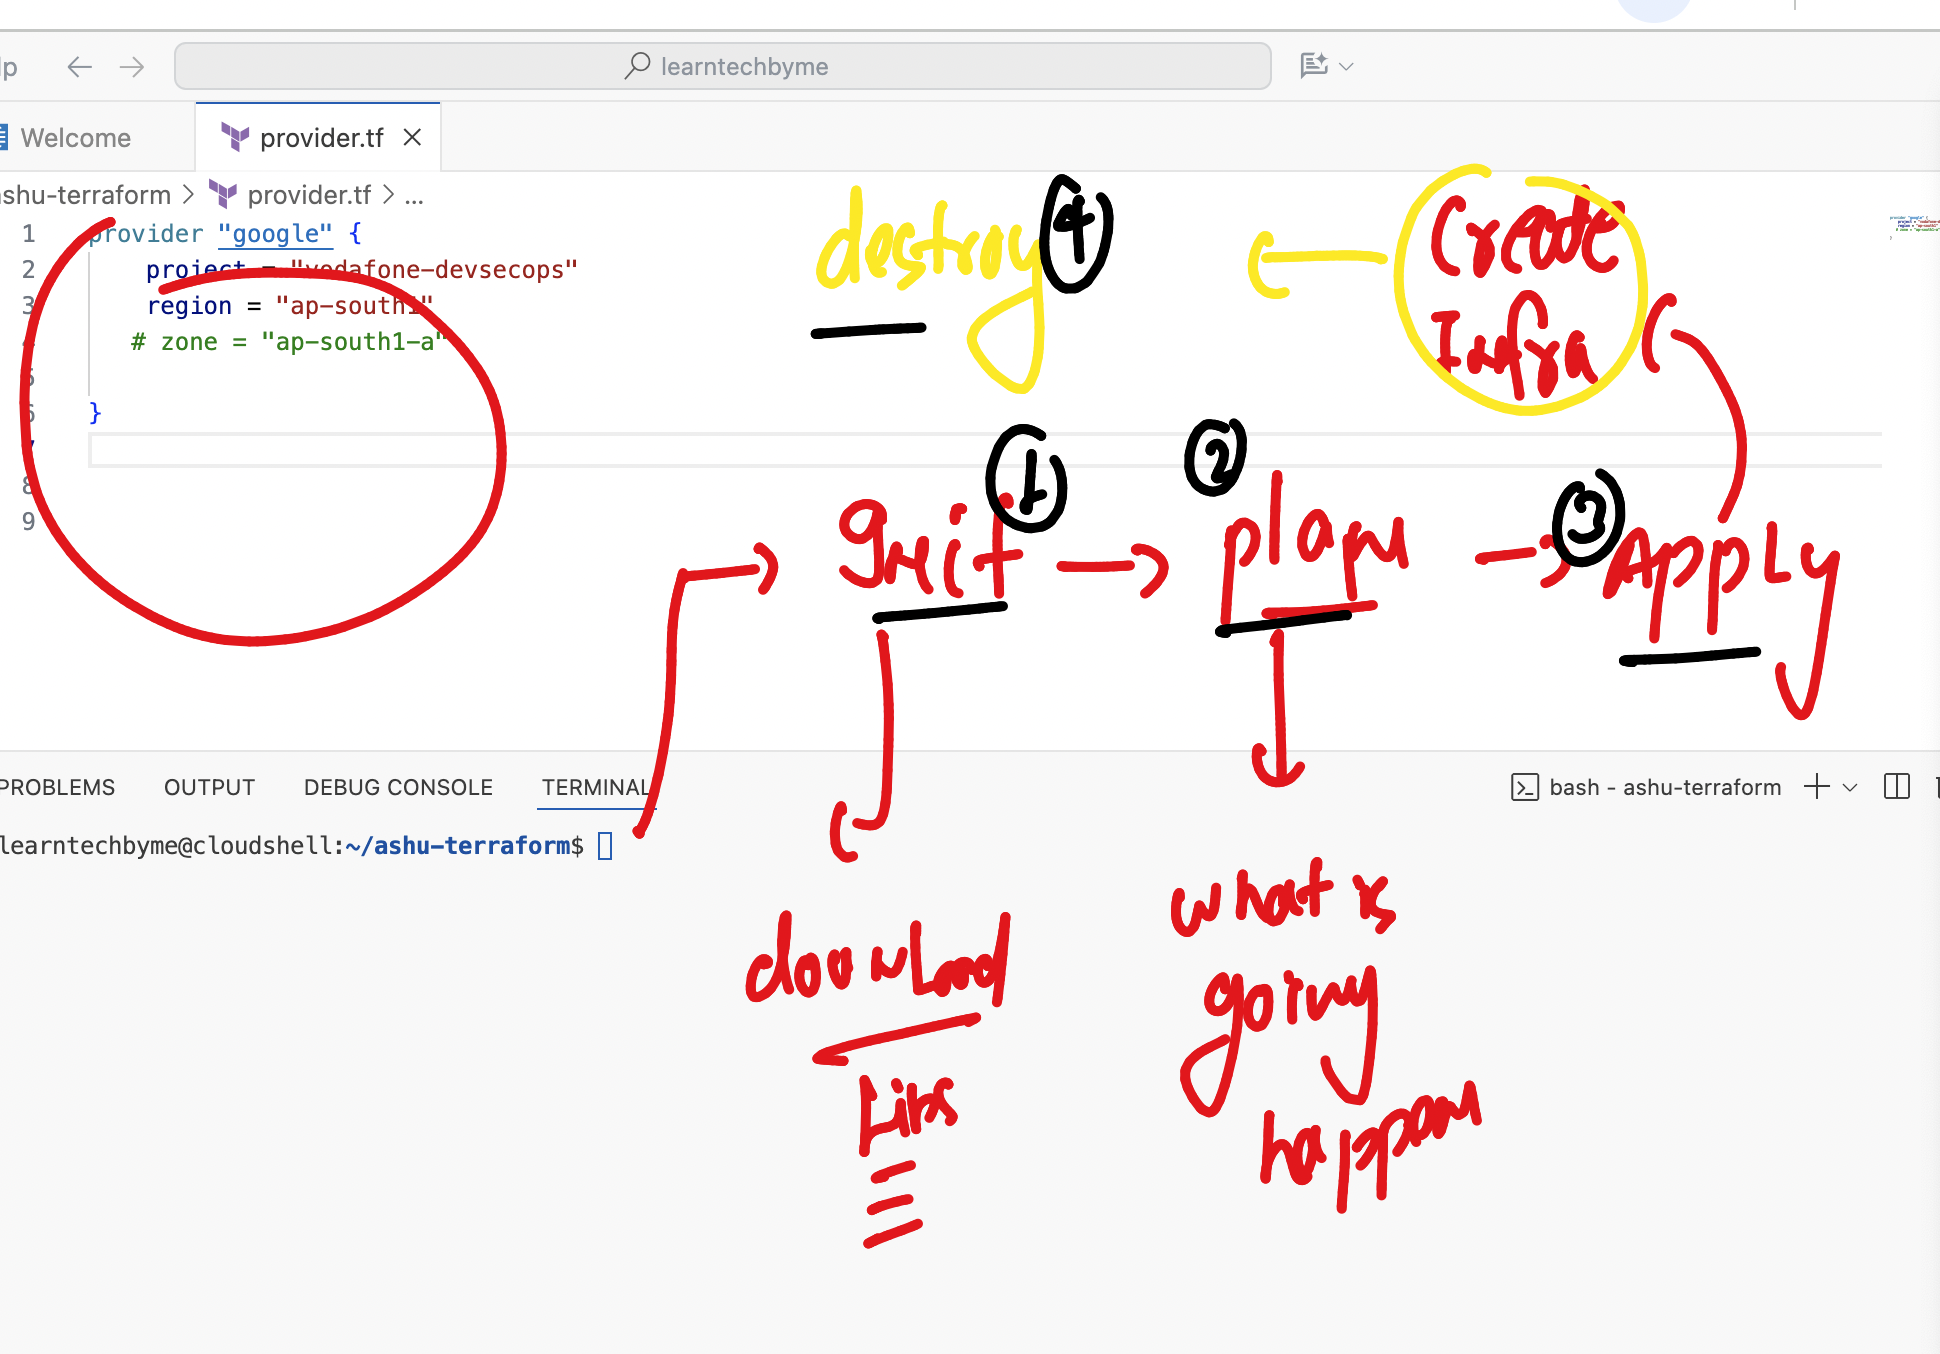 lp
learntechbyme
Welcome
provider.tf
ashu-terraform > provider.tf > ...
1 provider "google" {
2 project = "vodafone-devsecops"
3 region = "ap-south1"
4 # zone = "ap-south1-a"
5
6 }
7
8
9
destroy 4
Create
Infra
1 2 3
init plan Apply
PROBLEMS OUTPUT DEBUG CONSOLE TERMINAL bash - ashu-terraform
learntechbyme@cloudshell:~/ashu-terraform$
what is
download going
Libs happen